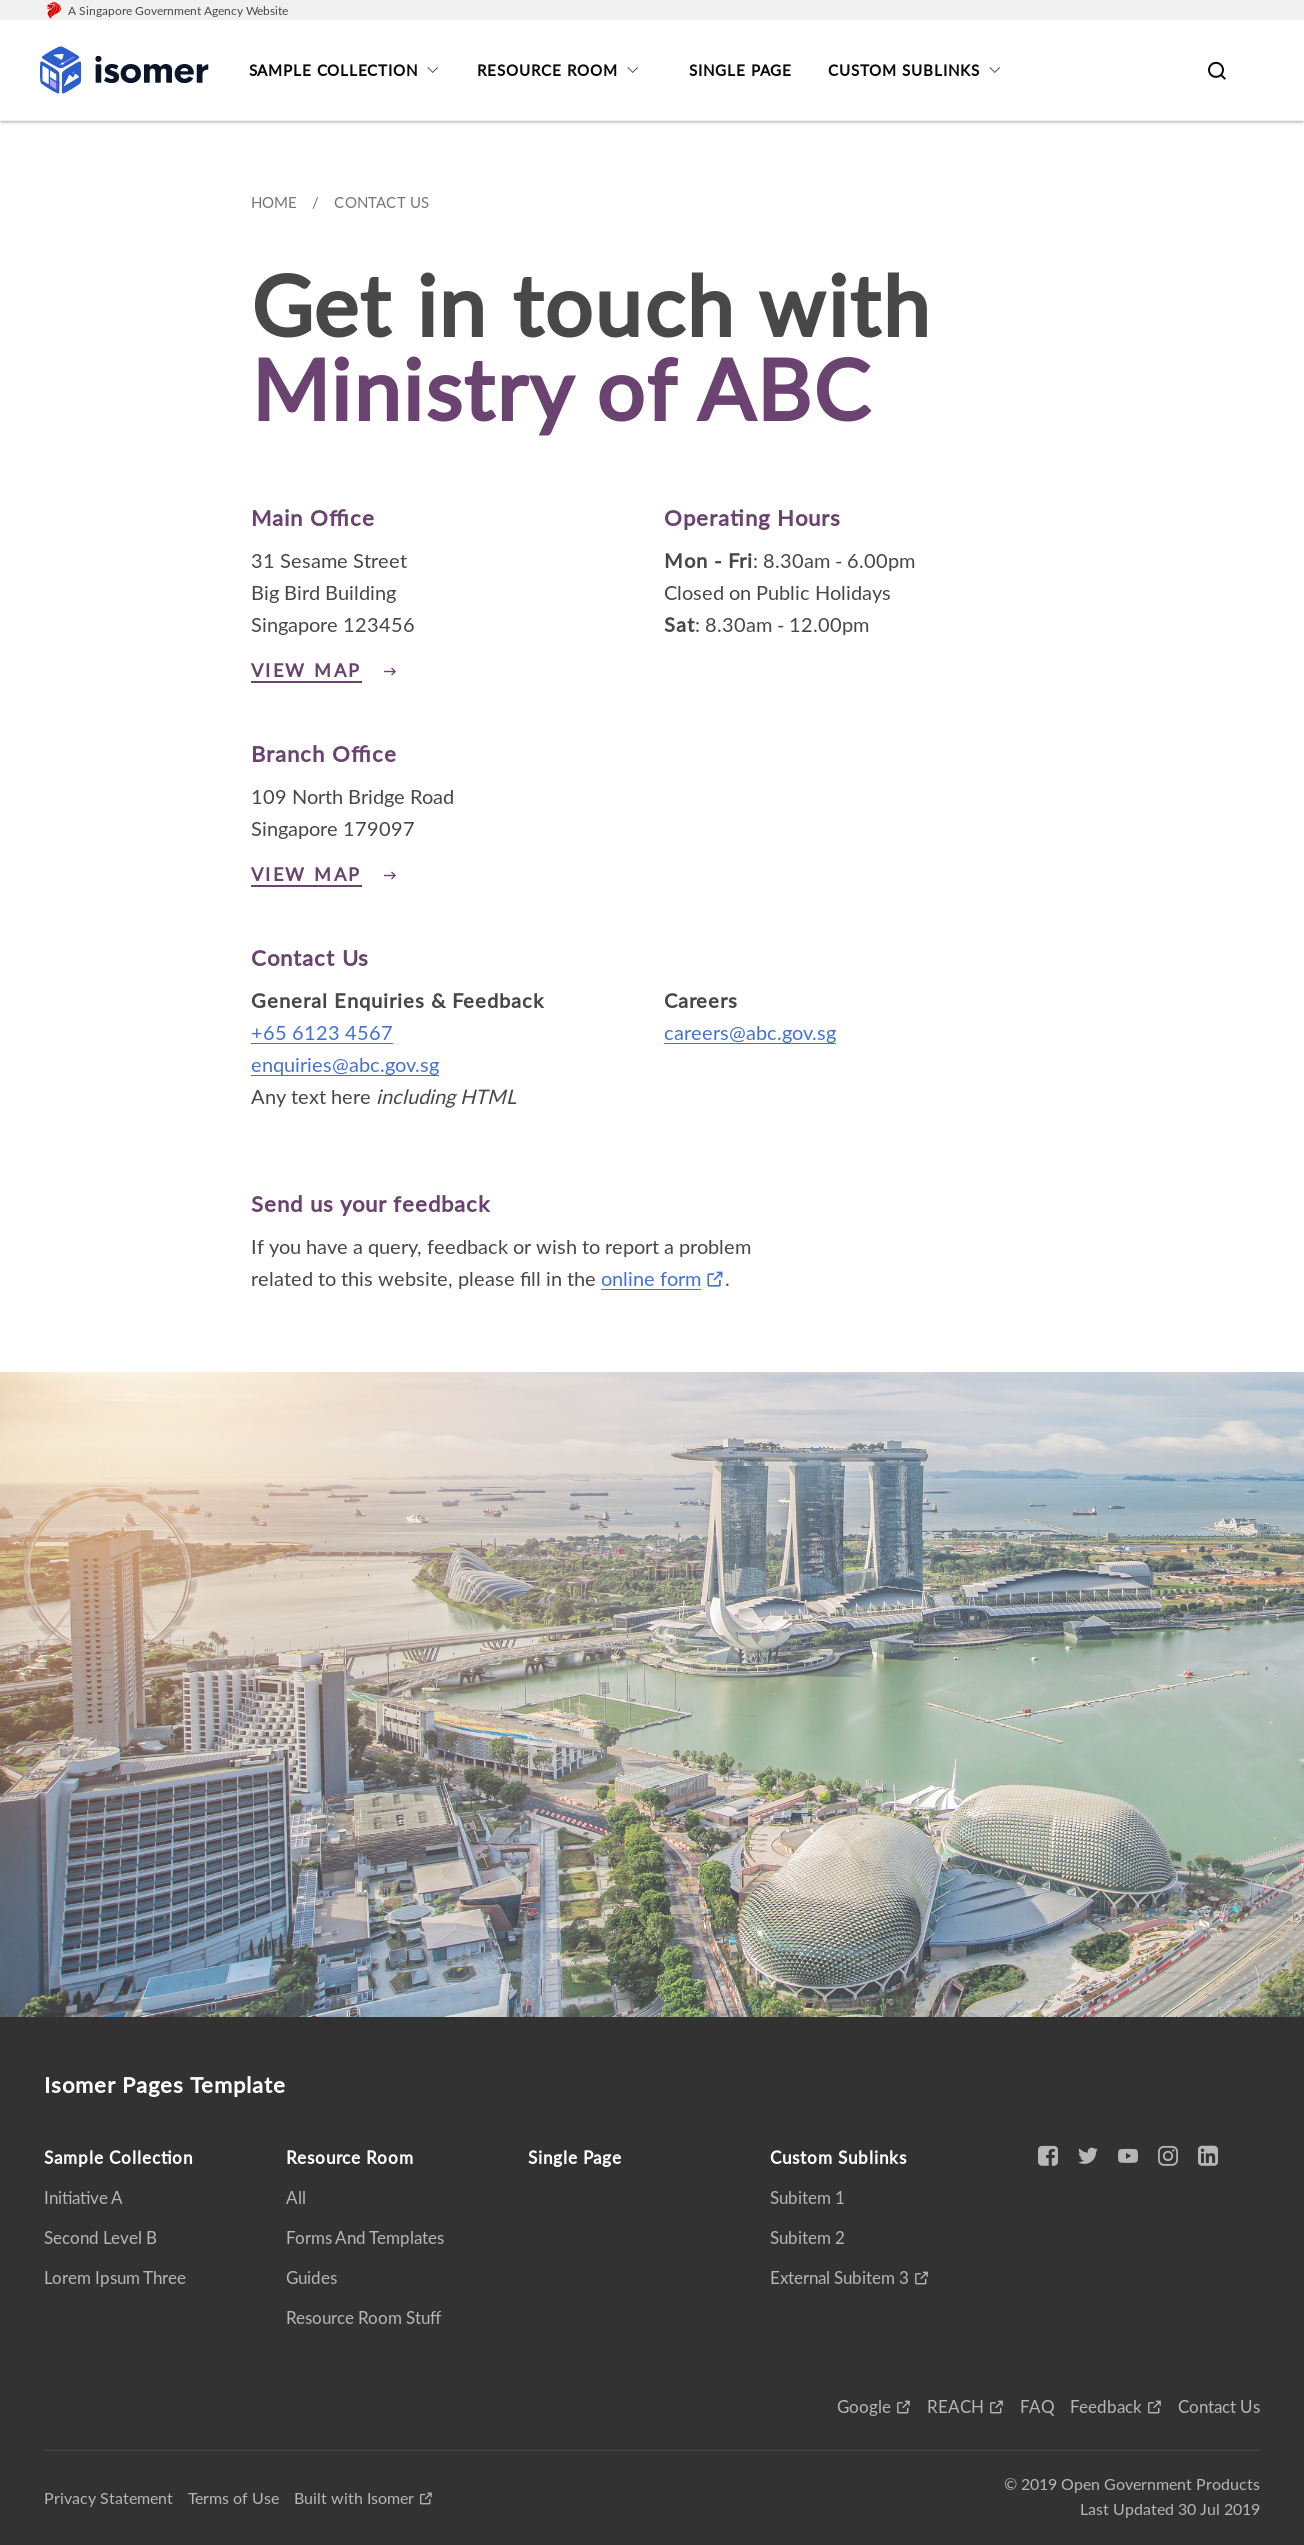 A Singapore Government Agency Website
isomer
SAMPLE COLLECTION
RESOURCE ROOM
SINGLE PAGE
CUSTOM SUBLINKS
HOME / CONTACT US
Get in touch with
Ministry of ABC
Main Office
31 Sesame Street
Big Bird Building
Singapore 123456
VIEW MAP →
Operating Hours
Mon - Fri: 8.30am - 6.00pm
Closed on Public Holidays
Sat: 8.30am - 12.00pm
Branch Office
109 North Bridge Road
Singapore 179097
VIEW MAP →
Contact Us
General Enquiries & Feedback
+65 6123 4567
enquiries@abc.gov.sg
Any text here including HTML
Careers
careers@abc.gov.sg
Send us your feedback
If you have a query, feedback or wish to report a problem
related to this website, please fill in the online form.
Isomer Pages Template
Sample Collection
Initiative A
Second Level B
Lorem Ipsum Three
Resource Room
All
Forms And Templates
Guides
Resource Room Stuff
Single Page
Custom Sublinks
Subitem 1
Subitem 2
External Subitem 3
Google REACH FAQ Feedback Contact Us
Privacy Statement Terms of Use Built with Isomer
© 2019 Open Government Products
Last Updated 30 Jul 2019